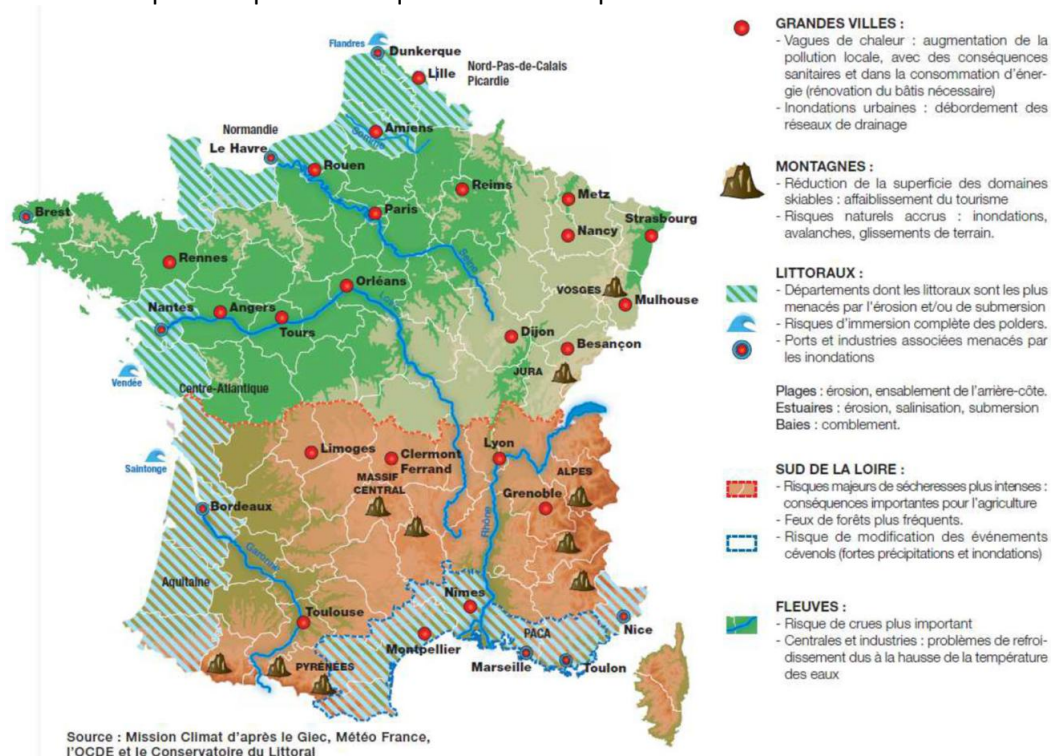 Flandres
Dunkerque
Lille
Nord-Pas-de-Calais
Picardie
Normandie
Le Havre
Amiens
Somme
Rouen
Reims
Metz
Paris
Strasbourg
Nancy
Brest
Rennes
Seine
Orléans
VOSGES
Mulhouse
Nantes
Angers
Loire
Tours
Dijon
Besançon
JURA
Vendée
Centre-Atlantique
Limoges
Clermont
Ferrand
Lyon
Saintonge
MASSIF
CENTRAL
ALPES
Grenoble
Bordeaux
Rhône
Garonne
Aquitaine
Nîmes
Toulouse
PACA
Nice
Montpellier
PYRÉNÉES
Marseille
Toulon
Source : Mission Climat d'après le Giec, Météo France,
l'OCDE et le Conservatoire du Littoral
GRANDES VILLES :
- Vagues de chaleur : augmentation de la
pollution locale, avec des conséquences
sanitaires et dans la consommation d'éner-
gie (rénovation du bâtis nécessaire)
- Inondations urbaines : débordement des
réseaux de drainage
MONTAGNES :
- Réduction de la superficie des domaines
skiables : affaiblissement du tourisme
- Risques naturels accrus : inondations,
avalanches, glissements de terrain.
LITTORAUX :
- Départements dont les littoraux sont les plus
menacés par l'érosion et/ou de submersion
- Risques d'immersion complète des polders.
- Ports et industries associées menacés par
les inondations
Plages : érosion, ensablement de l'arrière-côte.
Estuaires : érosion, salinisation, submersion
Baies : comblement.
SUD DE LA LOIRE :
- Risques majeurs de sécheresses plus intenses :
conséquences importantes pour l'agriculture
- Feux de forêts plus fréquents.
- Risque de modification des événements
cévenols (fortes précipitations et inondations)
FLEUVES :
- Risque de crues plus important
- Centrales et industries : problèmes de refroi-
dissement dus à la hausse de la température
des eaux